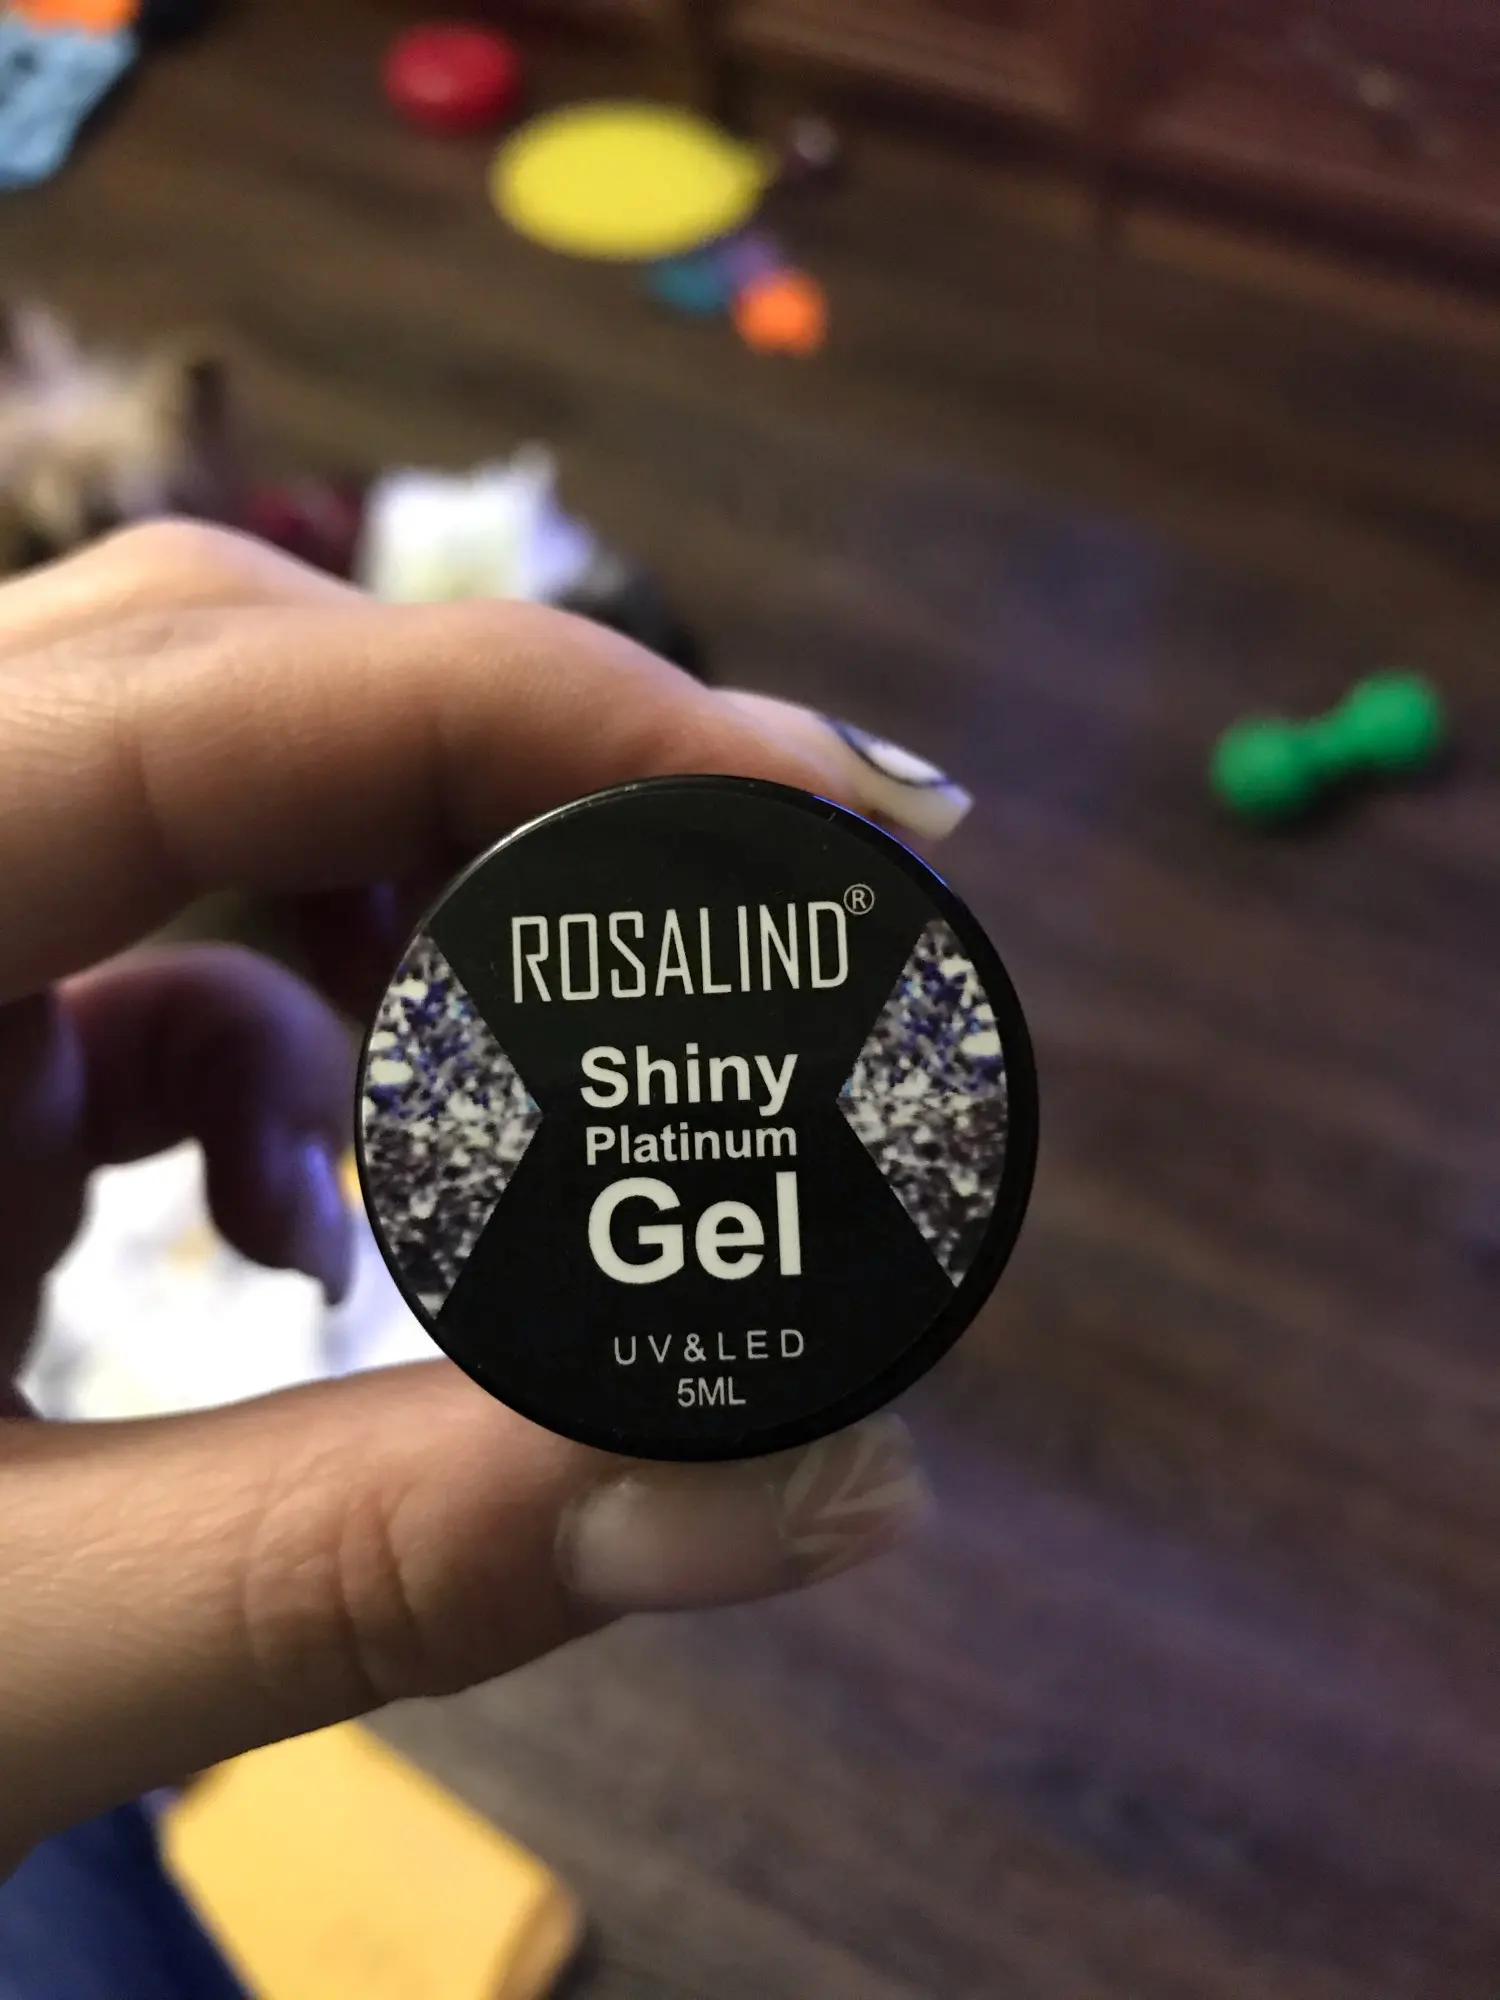 ROSALIND®
Shiny
Platinum
Gel
UV&LED
5ML